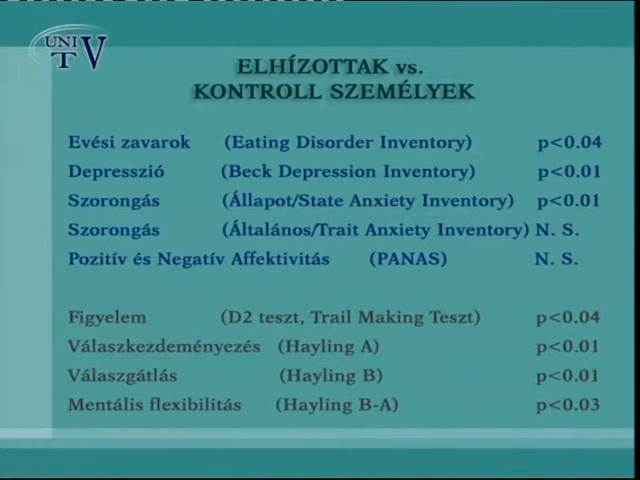 UNI
TV
ELHÍZOTTAK vs.
KONTROLL SZEMÉLYEK
Evési zavarok (Eating Disorder Inventory) p<0.04
Depresszió (Beck Depression Inventory) p<0.01
Szorongás (Állapot/State Anxiety Inventory) p<0.01
Szorongás (Általános/Trait Anxiety Inventory) N. S.
Pozitív és Negatív Affektivitás (PANAS) N. S.
Figyelem (D2 teszt, Trail Making Teszt) p<0.04
Válaszkezdeményezés (Hayling A) p<0.01
Válaszgátlás (Hayling B) p<0.01
Mentális flexibilitás (Hayling B-A) p<0.03